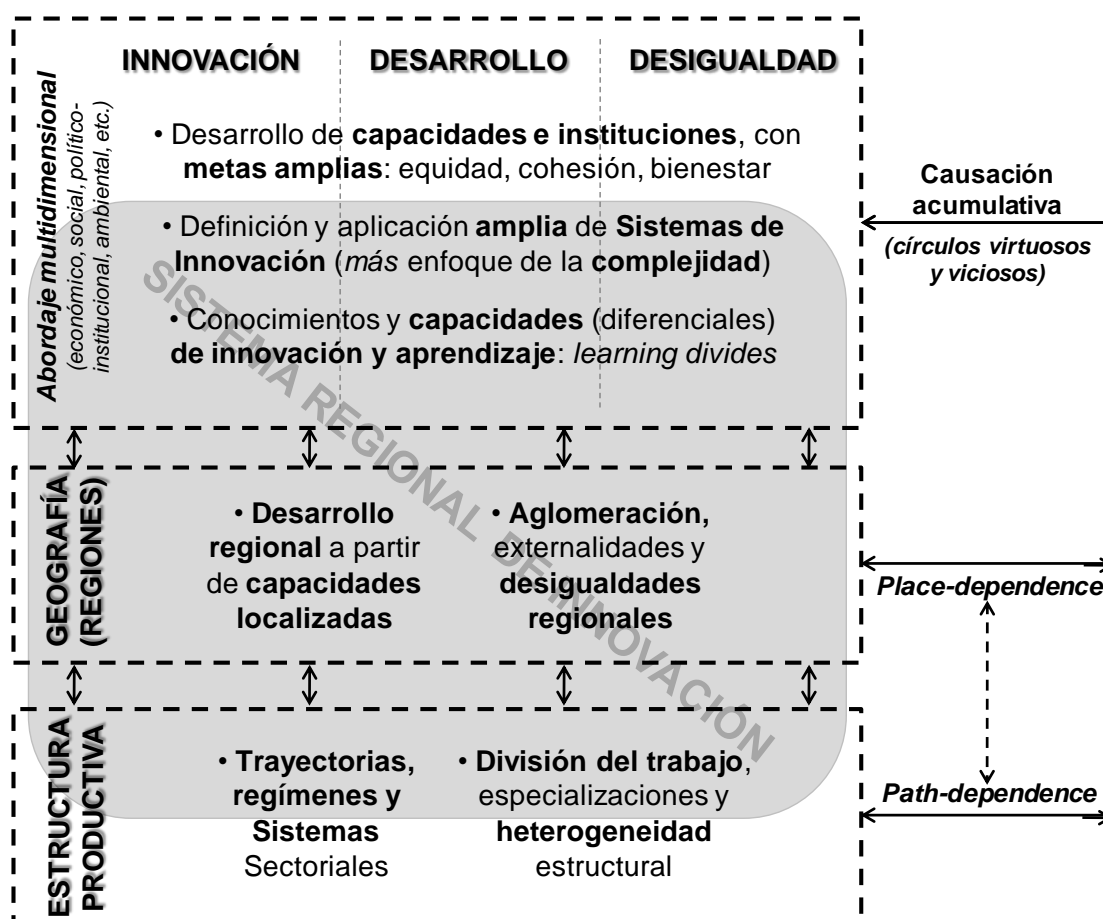 INNOVACIÓN DESARROLLO DESIGUALDAD
Abordaje multidimensional
(económico, social, político-
institucional, ambiental, etc.)
• Desarrollo de capacidades e instituciones, con
metas amplias: equidad, cohesión, bienestar
• Definición y aplicación amplia de Sistemas de
Innovación (más enfoque de la complejidad)
• Conocimientos y capacidades (diferenciales)
de innovación y aprendizaje: learning divides
Causación
acumulativa
(círculos virtuosos
y viciosos)
SISTEMA REGIONAL DE INNOVACIÓN
GEOGRAFÍA
(REGIONES)
• Desarrollo
regional a partir
de capacidades
localizadas
• Aglomeración,
externalidades y
desigualdades
regionales
Place-dependence
ESTRUCTURA
PRODUCTIVA
• Trayectorias,
regímenes y
Sistemas
Sectoriales
• División del trabajo,
especializaciones y
heterogeneidad
estructural
Path-dependence